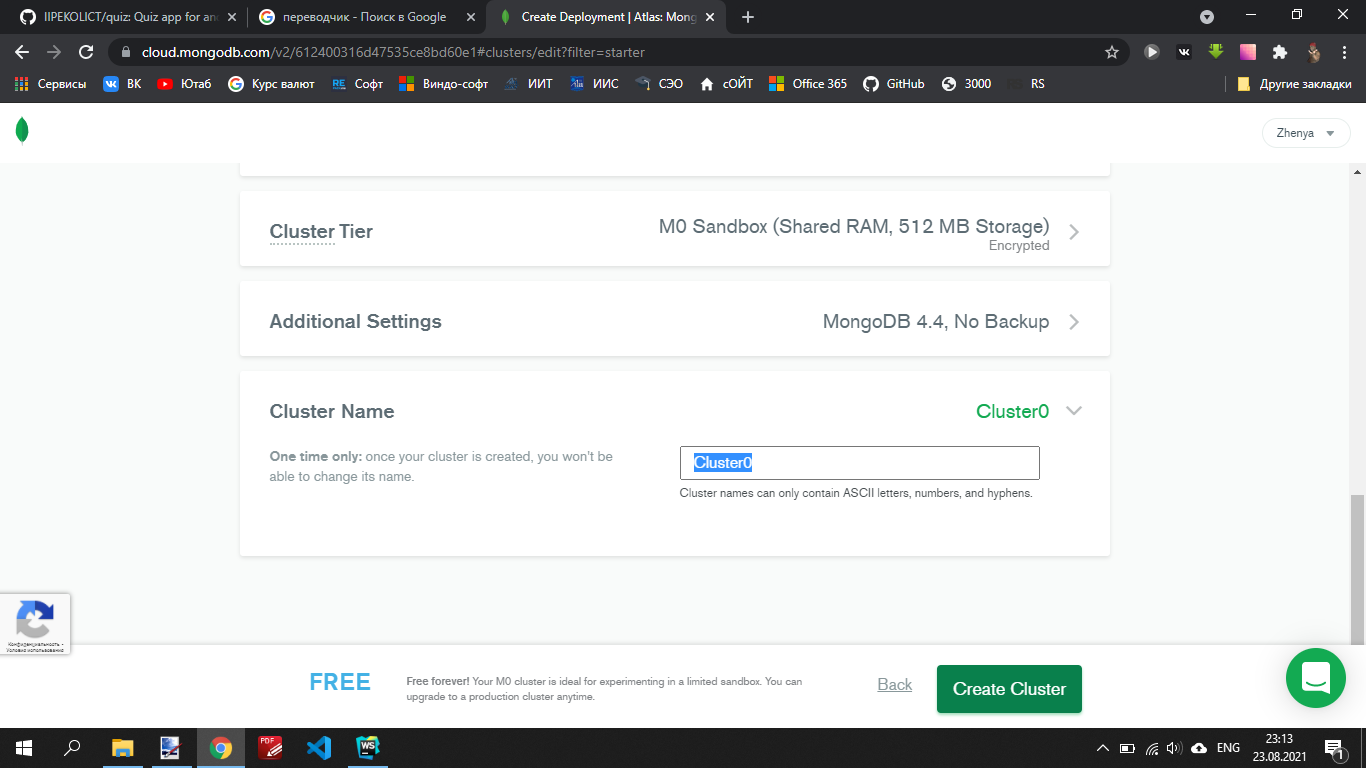 IIPEKOLICT/quiz: Quiz app for an
переводчик - Поиск в Google
Create Deployment | Atlas: Mong
cloud.mongodb.com/v2/612400316d47535ce8bd60e1#clusters/edit?filter=starter
Сервисы
ВК
Ютаб
Курс валют
Софт
Виндо-софт
ИИТ
ИИС
СЭО
сОЙТ
Office 365
GitHub
3000
RS
Другие закладки
Zhenya
Cluster Tier
M0 Sandbox (Shared RAM, 512 MB Storage)
Encrypted
Additional Settings
MongoDB 4.4, No Backup
Cluster Name
Cluster0
One time only: once your cluster is created, you won't be
able to change its name.
Cluster0
Cluster names can only contain ASCII letters, numbers, and hyphens.
Конфиденциальность -
Условия использования
FREE
Free forever! Your M0 cluster is ideal for experimenting in a limited sandbox. You can
upgrade to a production cluster anytime.
Back
Create Cluster
PDF
WS
ENG
23:13
23.08.2021
1